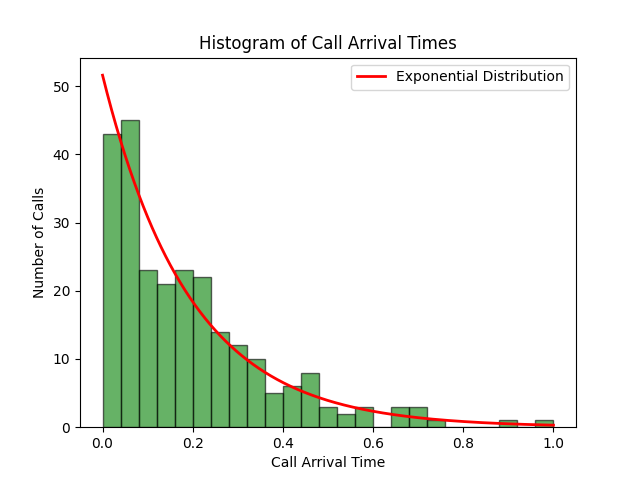 Histogram of Call Arrival Times
Exponential Distribution
50
40
30
20
10
0
Number of Calls
0.0 0.2 0.4 0.6 0.8 1.0
Call Arrival Time